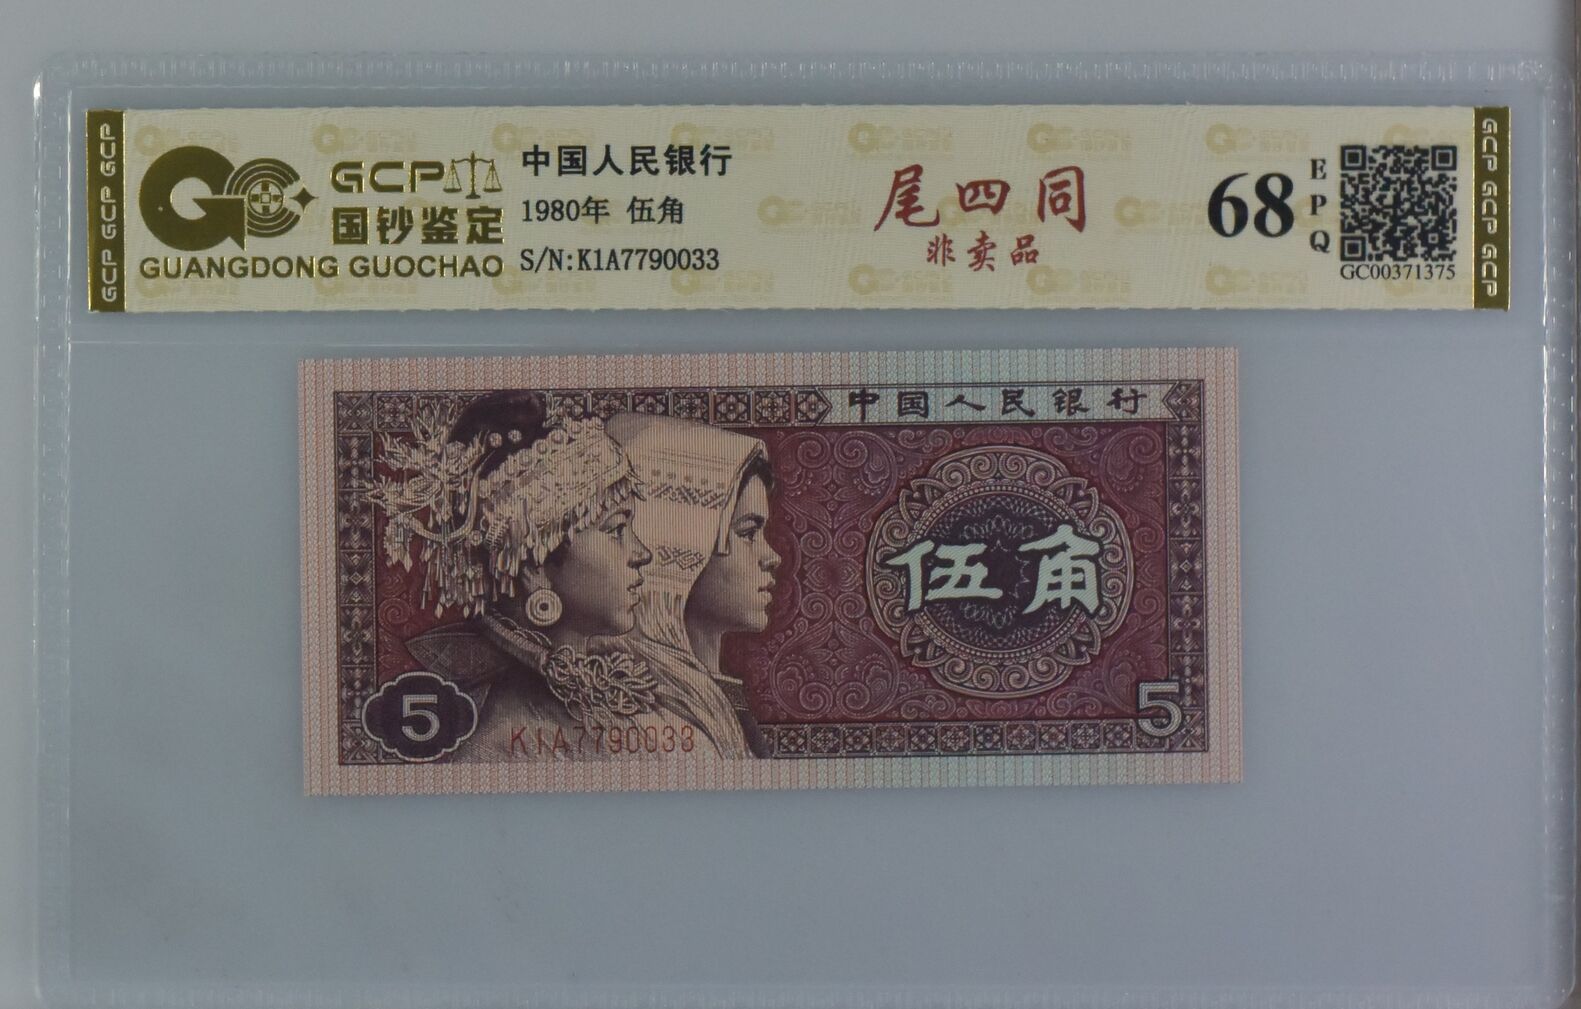 GCP
国钞鉴定
GUANGDONG GUOCHAO
中国人民银行
1980年 伍角
S/N:K1A7790033
尾四同
非卖品
68
EPQ
GC00371375
GCP GCP GCP
GCP GCP GCP
中国人民银行
伍角
5
5
K1A7790033